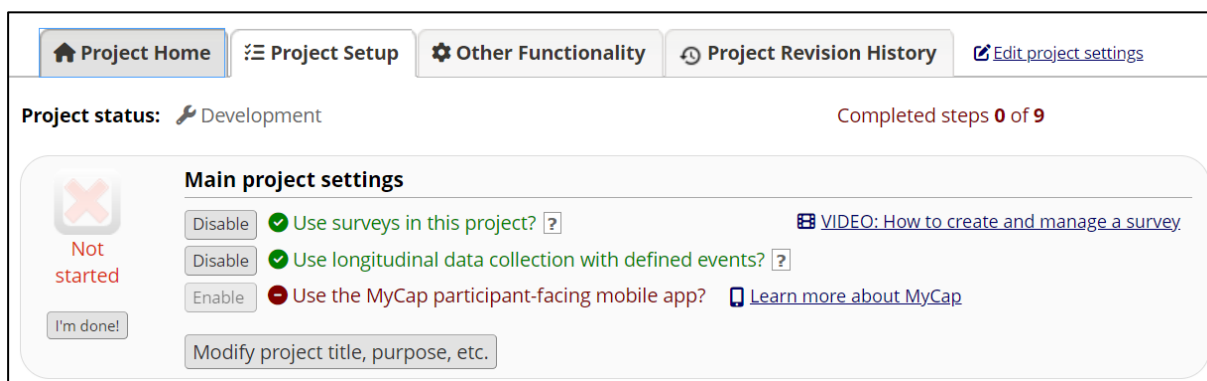 Project Home Project Setup Other Functionality Project Revision History Edit project settings
Project status: Development Completed steps 0 of 9
Main project settings
Disable Use surveys in this project? ? VIDEO: How to create and manage a survey
Not Disable Use longitudinal data collection with defined events? ?
started
Enable Use the MyCap participant-facing mobile app? Learn more about MyCap
I'm done!
Modify project title, purpose, etc.